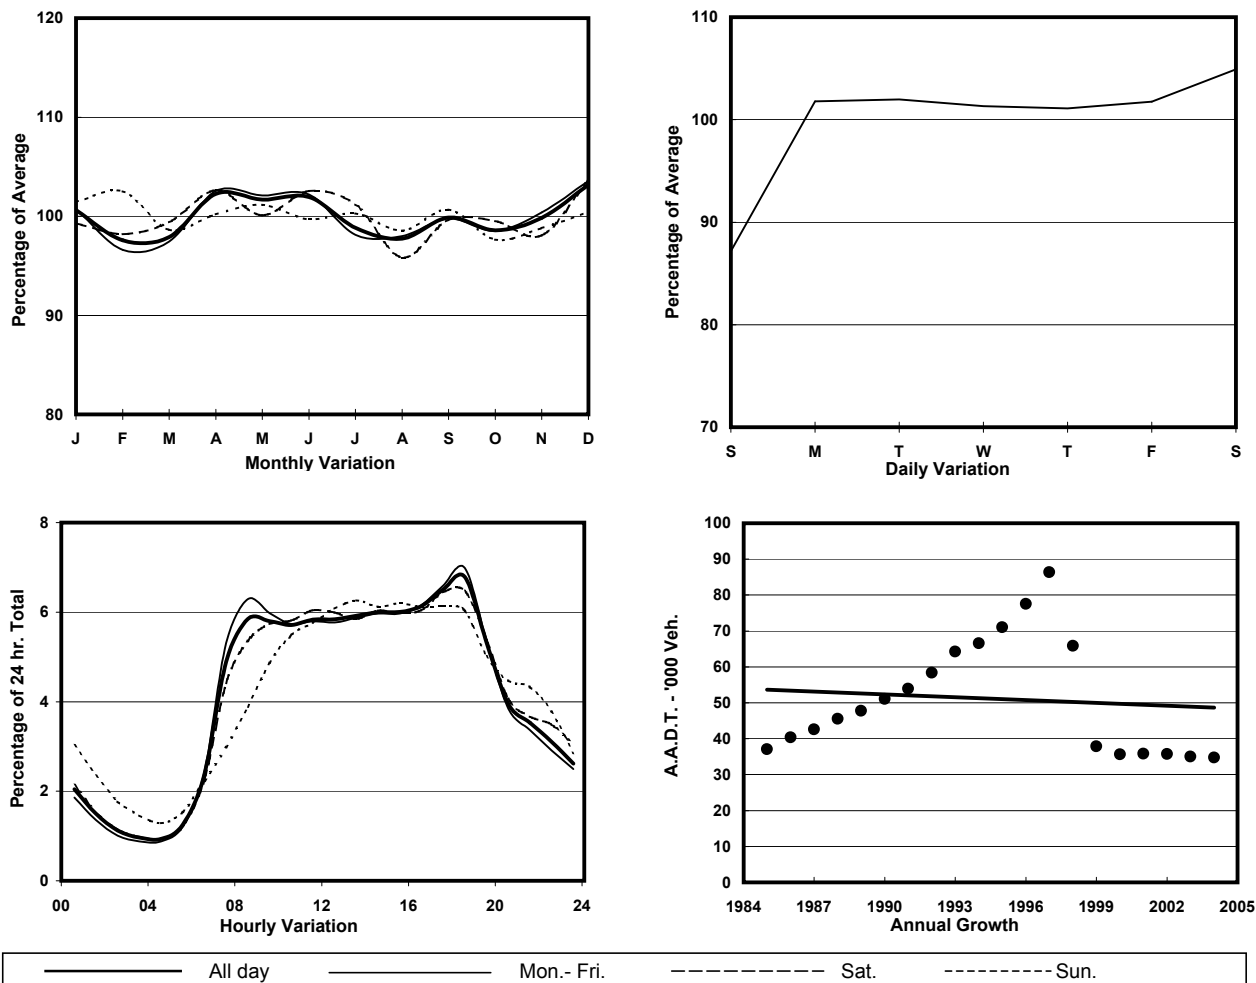 120
110
100
90
80
Percentage of Average
J F M A M J J A S O N D
Monthly Variation
110
100
90
80
70
Percentage of Average
S M T W T F S
Daily Variation
8
6
4
2
0
Percentage of 24 hr. Total
00 04 08 12 16 20 24
Hourly Variation
100
90
80
70
60
50
40
30
20
10
0
A.A.D.T. - '000 Veh.
1984 1987 1990 1993 1996 1999 2002 2005
Annual Growth
All day Mon.- Fri. Sat. Sun.